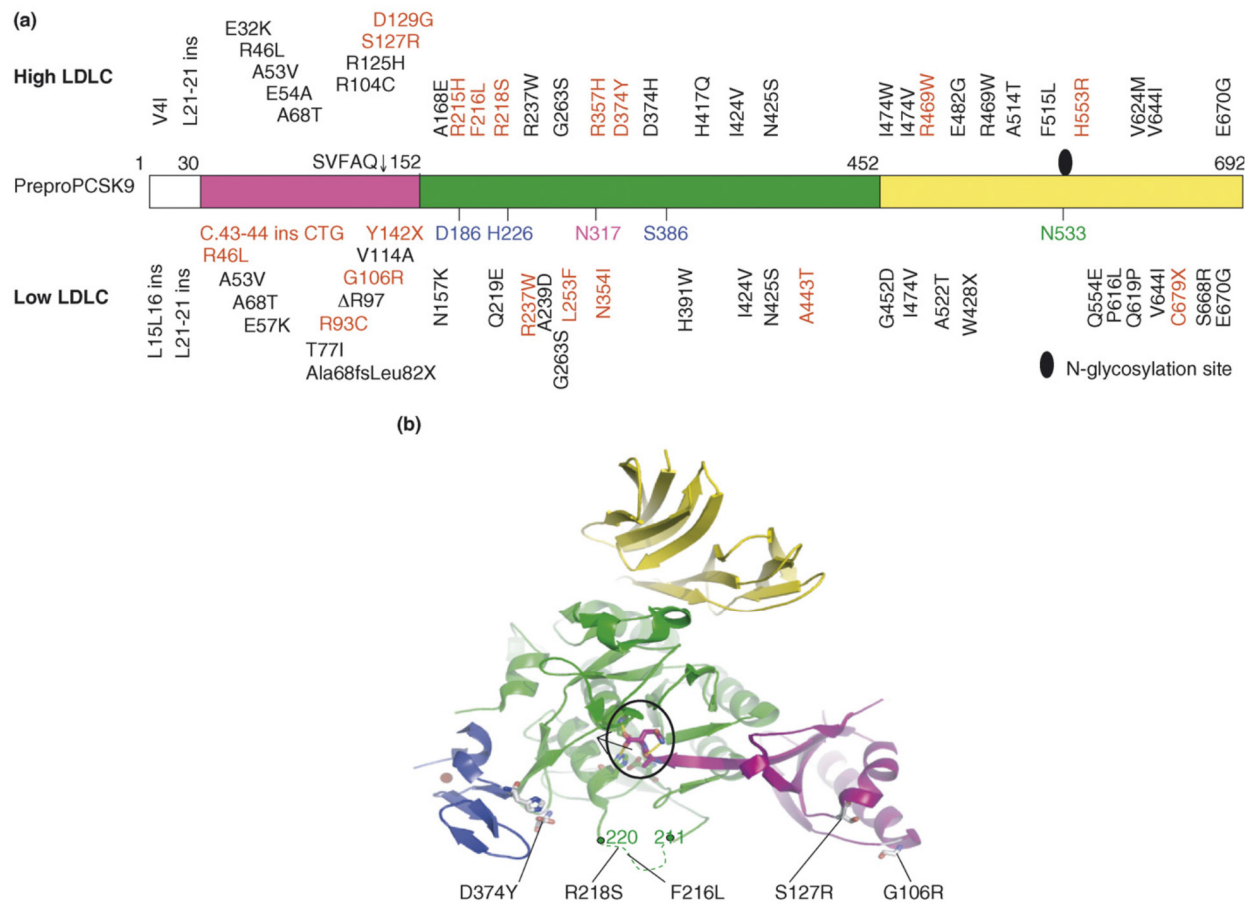 (a)
High LDLC
V4I
L21-21 ins
E32K
R46L
A53V
E54A
A68T
D129G
S127R
R125H
R104C
A168E
R215H
F216L
R218S
R237W
G263S
R357H
D374Y
D374H
H417Q
I424V
N425S
I474W
I474V
R469W
E482G
R469W
A514T
F515L
H553R
V624M
V644I
E670G
1
30
SVFAQ↓152
452
692
PreproPCSK9
C.43-44 ins CTG
Y142X
D186
H226
N317
S386
N533
Low LDLC
L15L16 ins
L21-21 ins
R46L
A53V
A68T
E57K
V114A
G106R
ΔR97
R93C
T77I
Ala68fsLeu82X
N157K
Q219E
R237W
A239D
G263S
L253F
N354I
H391W
I424V
N425S
A443T
G452D
I474V
A522T
W428X
Q554E
P616L
Q619P
V644I
C679X
S668R
E670G
N-glycosylation site
(b)
220
211
D374Y
R218S
F216L
S127R
G106R